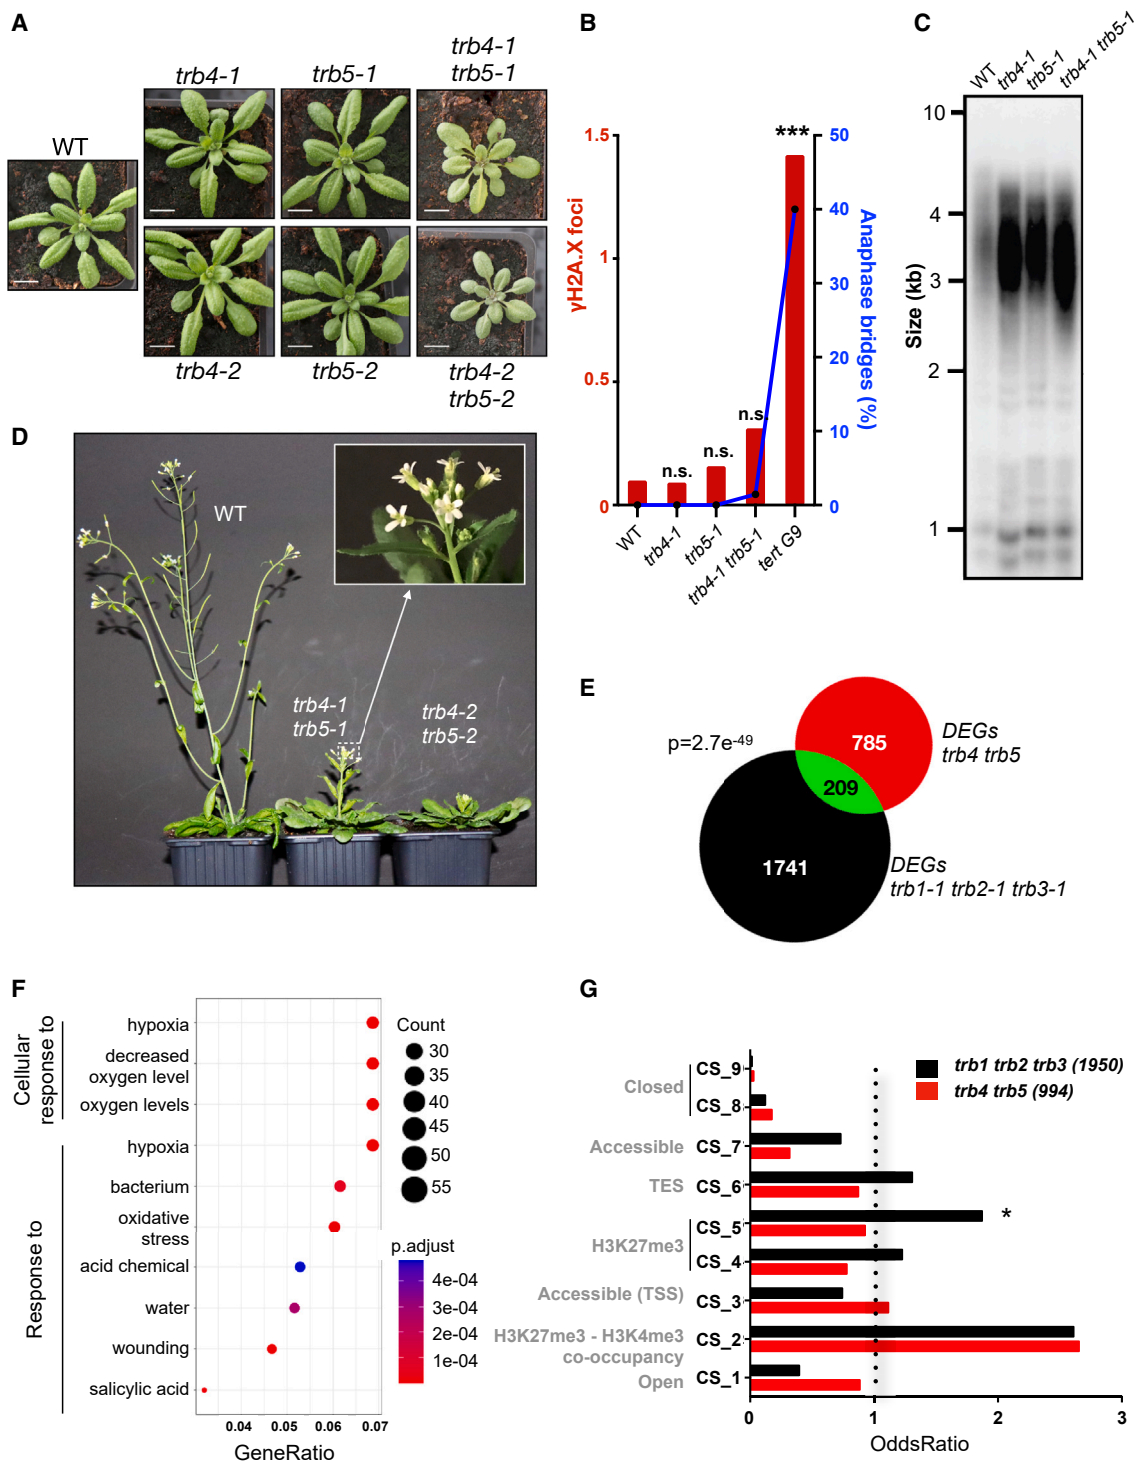 A
WT
trb4-1
trb5-1
trb4-1
trb5-1
trb4-2
trb5-2
trb4-2
trb5-2
B
γH2A.X foci
1.5
1
0.5
0
n.s.
n.s.
n.s.
***
50
40
30
20
10
0
Anaphase bridges (%)
WT
trb4-1
trb5-1
trb4-1 trb5-1
tert G9
C
WT
trb4-1
trb5-1
trb4-1 trb5-1
Size (kb)
10
4
3
2
1
D
WT
trb4-1
trb5-1
trb4-2
trb5-2
E
p=2.7e-49
785
209
1741
DEGs
trb4 trb5
DEGs
trb1-1 trb2-1 trb3-1
F
Cellular
response to
hypoxia
decreased
oxygen level
oxygen levels
Response to
hypoxia
bacterium
oxidative
stress
acid chemical
water
wounding
salicylic acid
0.04 0.05 0.06 0.07
GeneRatio
Count
30
35
40
45
50
55
p.adjust
4e-04
3e-04
2e-04
1e-04
G
trb1 trb2 trb3 (1950)
trb4 trb5 (994)
Closed
CS_9
CS_8
Accessible
CS_7
TES
CS_6
H3K27me3
CS_5
*
CS_4
Accessible (TSS)
CS_3
H3K27me3 - H3K4me3
co-occupancy
CS_2
Open
CS_1
0 1 2 3
OddsRatio